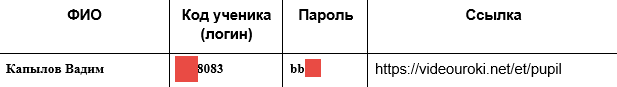 ФИО Код ученика (логин) Пароль Ссылка
Капылов Вадим 8083 bb https://videouroki.net/et/pupil